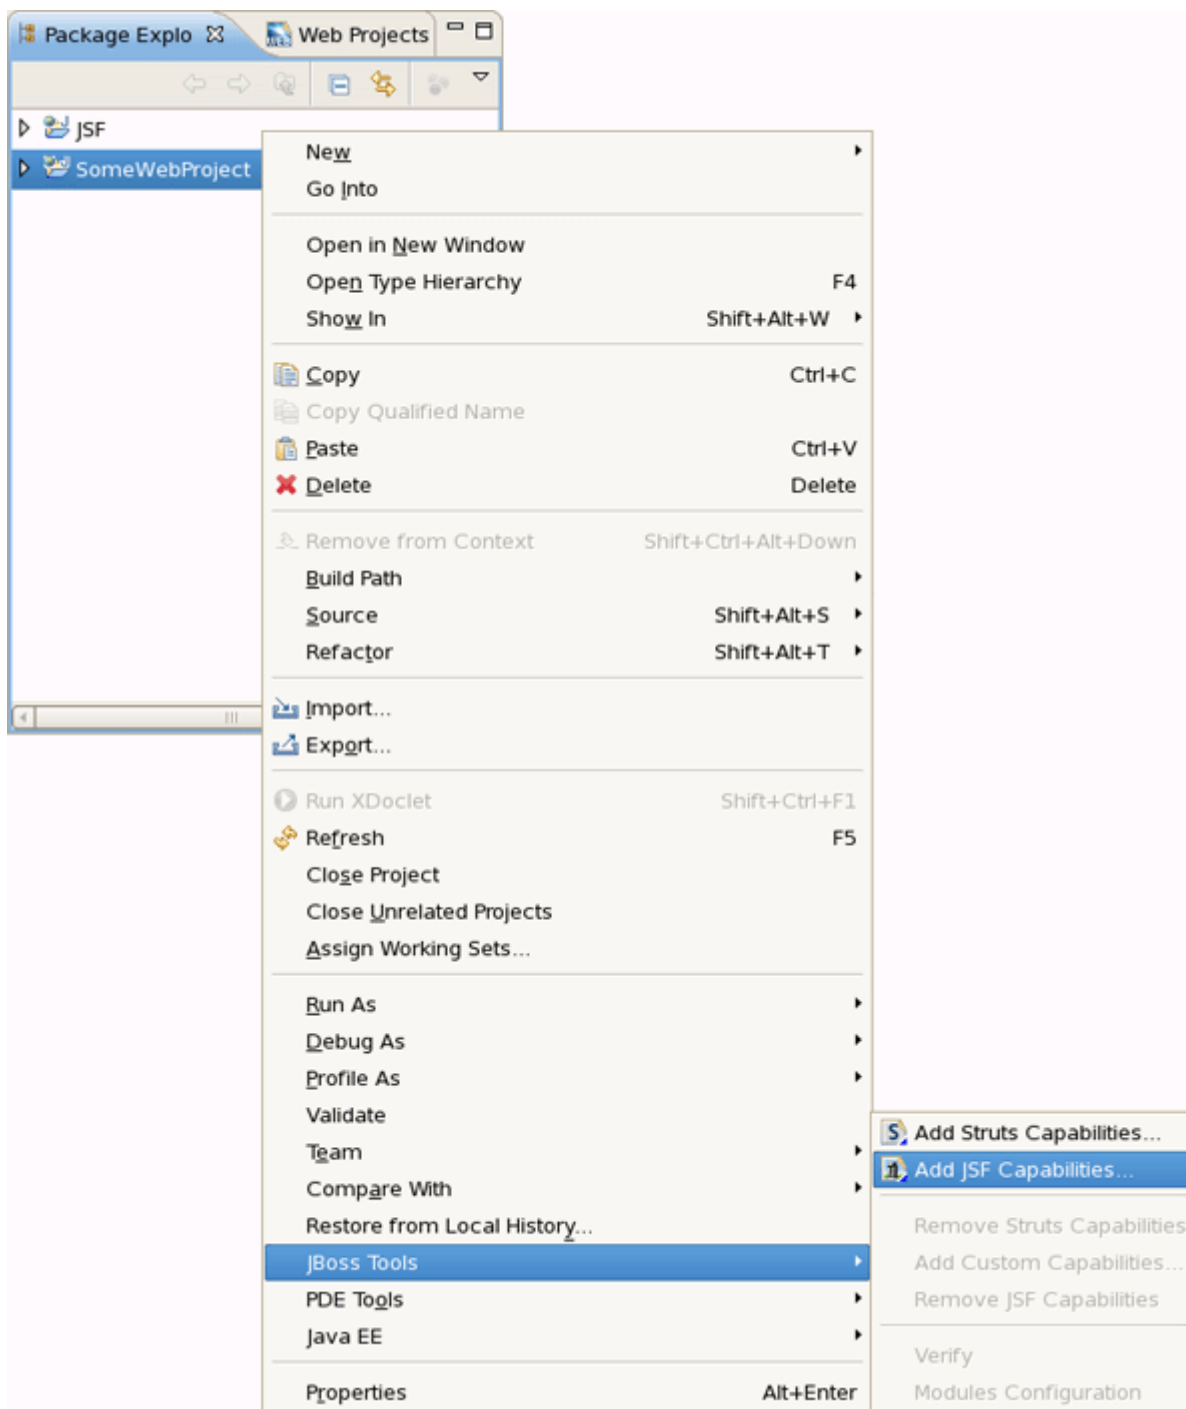 Package Explo
Web Projects
JSF
SomeWebProject
New
Go Into
Open in New Window
Open Type Hierarchy F4
Show In Shift+Alt+W
Copy Ctrl+C
Copy Qualified Name
Paste Ctrl+V
Delete Delete
Remove from Context Shift+Ctrl+Alt+Down
Build Path
Source Shift+Alt+S
Refactor Shift+Alt+T
Import...
Export...
Run XDoclet Shift+Ctrl+F1
Refresh F5
Close Project
Close Unrelated Projects
Assign Working Sets...
Run As
Debug As
Profile As
Validate
Team
Compare With
Restore from Local History...
JBoss Tools
PDE Tools
Java EE
Properties Alt+Enter
Add Struts Capabilities...
Add JSF Capabilities...
Remove Struts Capabilities
Add Custom Capabilities...
Remove JSF Capabilities
Verify
Modules Configuration